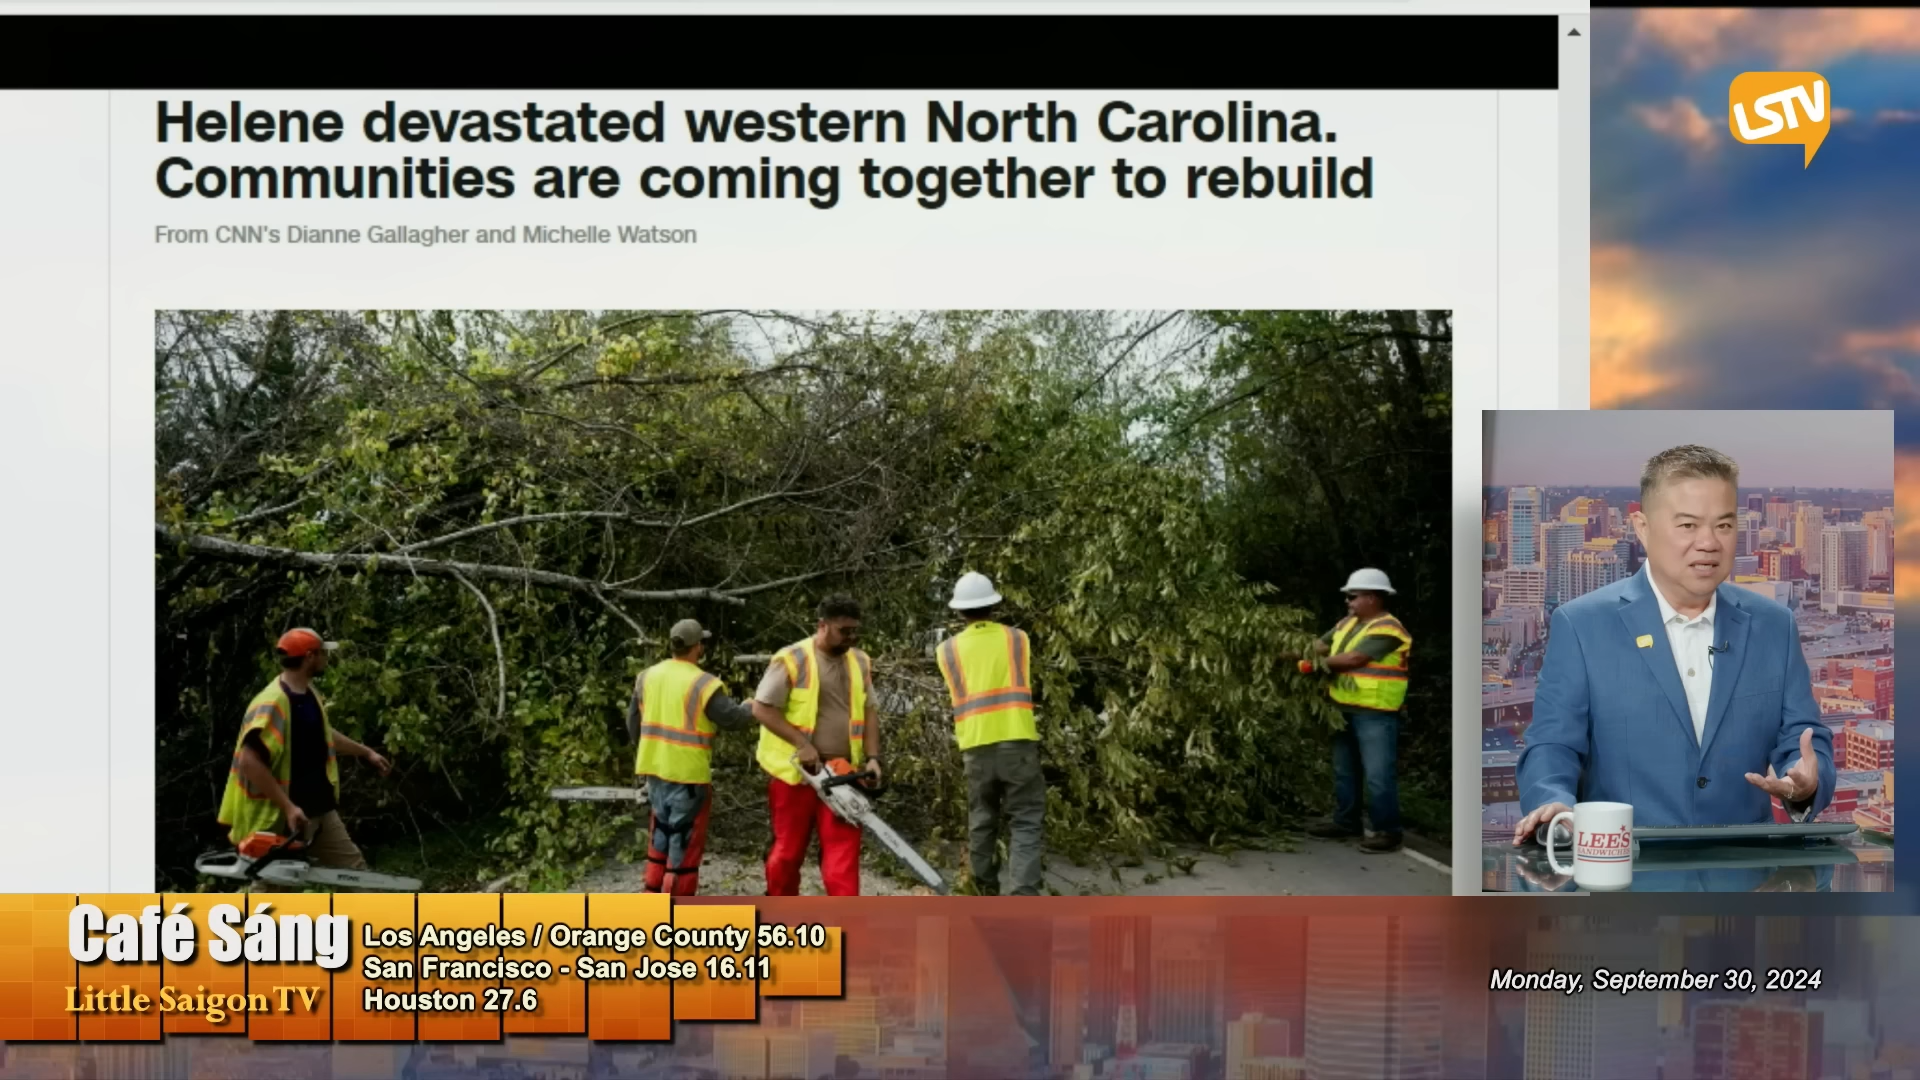 Helene devastated western North Carolina.
Communities are coming together to rebuild
From CNN's Dianne Gallagher and Michelle Watson
LSTV
LEE'S
SANDWICHES
Café Sáng
Little Saigon TV
Los Angeles / Orange County 56.10
San Francisco - San Jose 16.11
Houston 27.6
Monday, September 30, 2024